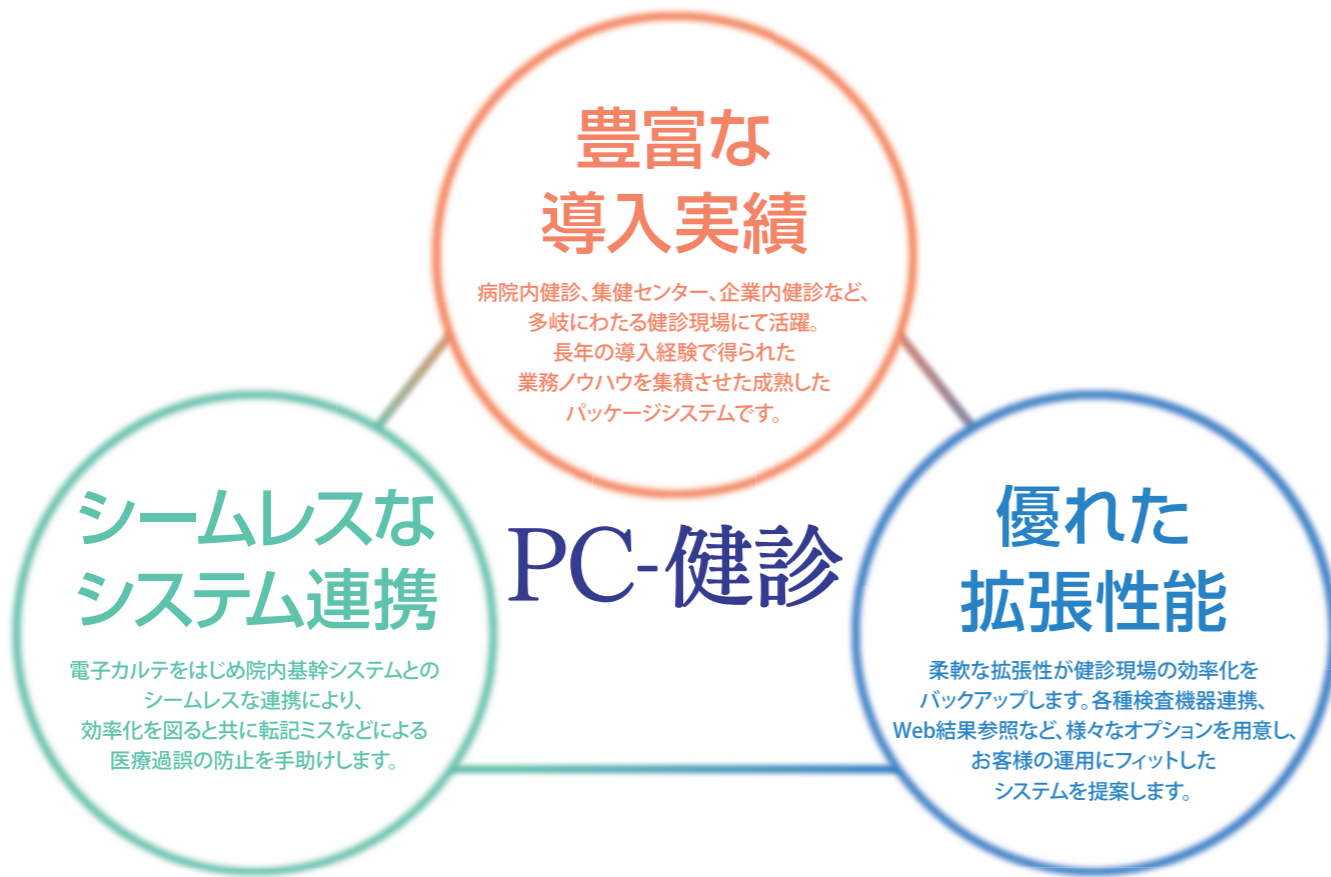 豊富な
導入実績
病院内健診、集健センター、企業内健診など、
多岐にわたる健診現場にて活躍。
長年の導入経験で得られた
業務ノウハウを集積させた成熟した
パッケージシステムです。
PC-健診
シームレスな
システム連携
電子カルテをはじめ院内基幹システムとの
シームレスな連携により、
効率化を図ると共に転記ミスなどによる
医療過誤の防止を手助けします。
優れた
拡張性能
柔軟な拡張性が健診現場の効率化を
バックアップします。各種検査機器連携、
Web結果参照など、様々なオプションを用意し、
お客様の運用にフィットした
システムを提案します。